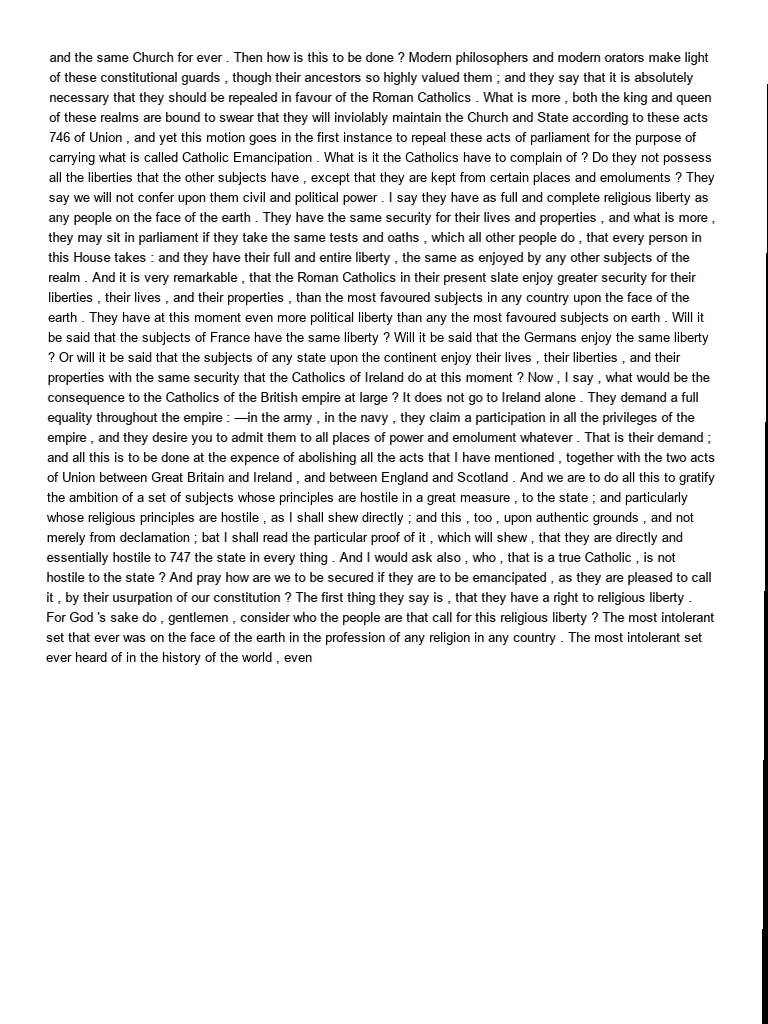 and the same Church for ever . Then how is this to be done ? Modern philosophers and modern orators make light
of these constitutional guards , though their ancestors so highly valued them ; and they say that it is absolutely
necessary that they should be repealed in favour of the Roman Catholics . What is more , both the king and queen
of these realms are bound to swear that they will inviolably maintain the Church and State according to these acts
746 of Union , and yet this motion goes in the first instance to repeal these acts of parliament for the purpose of
carrying what is called Catholic Emancipation . What is it the Catholics have to complain of ? Do they not possess
all the liberties that the other subjects have , except that they are kept from certain places and emoluments ? They
say we will not confer upon them civil and political power . I say they have as full and complete religious liberty as
any people on the face of the earth . They have the same security for their lives and properties , and what is more ,
they may sit in parliament if they take the same tests and oaths , which all other people do , that every person in
this House takes : and they have their full and entire liberty , the same as enjoyed by any other subjects of the
realm . And it is very remarkable , that the Roman Catholics in their present slate enjoy greater security for their
liberties , their lives , and their properties , than the most favoured subjects in any country upon the face of the
earth . They have at this moment even more political liberty than any the most favoured subjects on earth . Will it
be said that the subjects of France have the same liberty ? Will it be said that the Germans enjoy the same liberty
? Or will it be said that the subjects of any state upon the continent enjoy their lives , their liberties , and their
properties with the same security that the Catholics of Ireland do at this moment ? Now , I say , what would be the
consequence to the Catholics of the British empire at large ? It does not go to Ireland alone . They demand a full
equality throughout the empire : —in the army , in the navy , they claim a participation in all the privileges of the
empire , and they desire you to admit them to all places of power and emolument whatever . That is their demand ;
and all this is to be done at the expence of abolishing all the acts that I have mentioned , together with the two acts
of Union between Great Britain and Ireland , and between England and Scotland . And we are to do all this to gratify
the ambition of a set of subjects whose principles are hostile in a great measure , to the state ; and particularly
whose religious principles are hostile , as I shall shew directly ; and this , too , upon authentic grounds , and not
merely from declamation ; bat I shall read the particular proof of it , which will shew , that they are directly and
essentially hostile to 747 the state in every thing . And I would ask also , who , that is a true Catholic , is not
hostile to the state ? And pray how are we to be secured if they are to be emancipated , as they are pleased to call
it , by their usurpation of our constitution ? The first thing they say is , that they have a right to religious liberty .
For God 's sake do , gentlemen , consider who the people are that call for this religious liberty ? The most intolerant
set that ever was on the face of the earth in the profession of any religion in any country . The most intolerant set
ever heard of in the history of the world , even